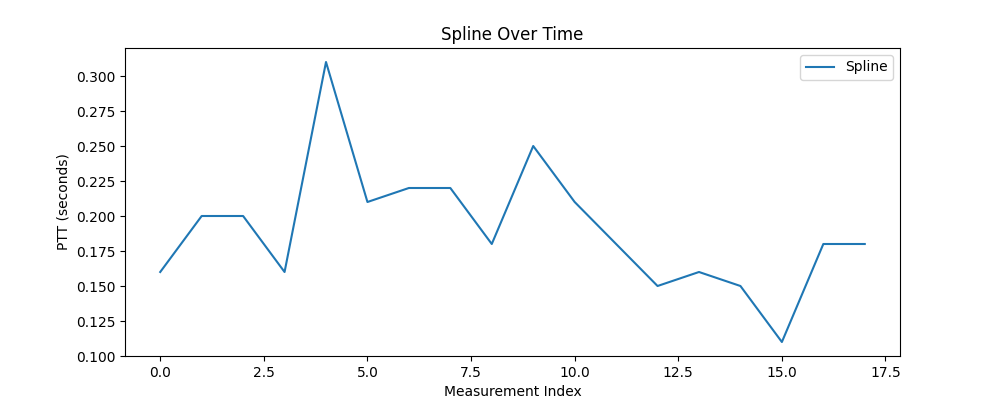 Spline Over Time
Spline
PTT (seconds)
0.300
0.275
0.250
0.225
0.200
0.175
0.150
0.125
0.100
0.0 2.5 5.0 7.5 10.0 12.5 15.0 17.5
Measurement Index